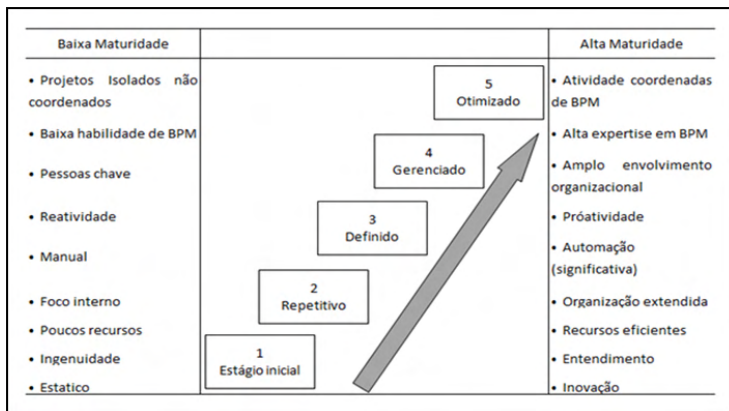 Baixa Maturidade
• Projetos Isolados não
coordenados
• Baixa habilidade de BPM
• Pessoas chave
• Reatividade
• Manual
• Foco interno
• Poucos recursos
• Ingenuidade
• Estatico
5
Otimizado
4
Gerenciado
3
Definido
2
Repetitivo
1
Estágio inicial
Alta Maturidade
• Atividade coordenadas
de BPM
• Alta expertise em BPM
• Amplo envolvimento
organizacional
• Próatividade
• Automação
(significativa)
• Organização extendida
• Recursos eficientes
• Entendimento
• Inovação